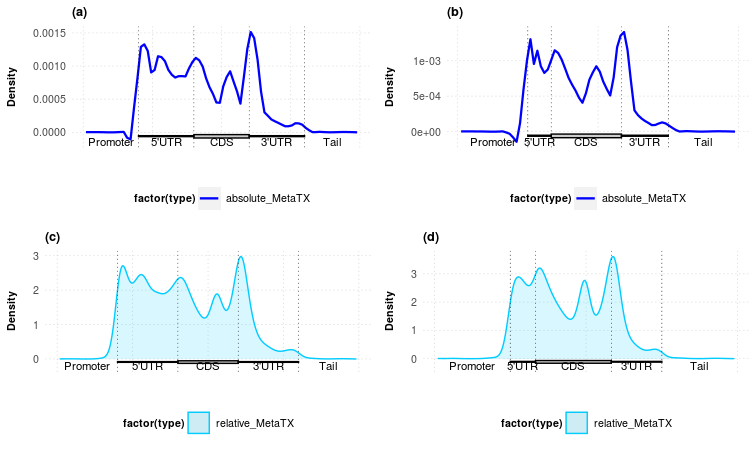 (a)
Density
0.0015
0.0010
0.0005
0.0000
Promoter 5'UTR CDS 3'UTR Tail
factor(type) absolute_MetaTX
(b)
Density
1e-03
5e-04
0e+00
Promoter 5'UTR CDS 3'UTR Tail
factor(type) absolute_MetaTX
(c)
Density
3
2
1
0
Promoter 5'UTR CDS 3'UTR Tail
factor(type) relative_MetaTX
(d)
Density
3
2
1
0
Promoter 5'UTR CDS 3'UTR Tail
factor(type) relative_MetaTX